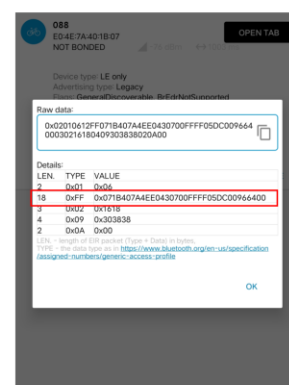 088
E0:4E:7A:40:1B:07
NOT BONDED
OPEN TAB
Device type: LE only
Advertising type: Legacy
Flags: GeneralDiscoverable, BrEdrNotSupported
Raw data:
0x02010612FF071B407A4EE0430700FFFF05DC009664
00030216180409303838020A00
Details:
LEN. TYPE VALUE
2 0x01 0x06
18 0xFF 0x071B407A4EE0430700FFFF05DC00966400
3 0x02 0x1618
4 0x09 0x303838
2 0x0A 0x00
LEN. - length of EIR packet (Type + Data) in bytes,
TYPE - the data type as in https://www.bluetooth.org/en-us/specification
/assigned-numbers/generic-access-profile
OK